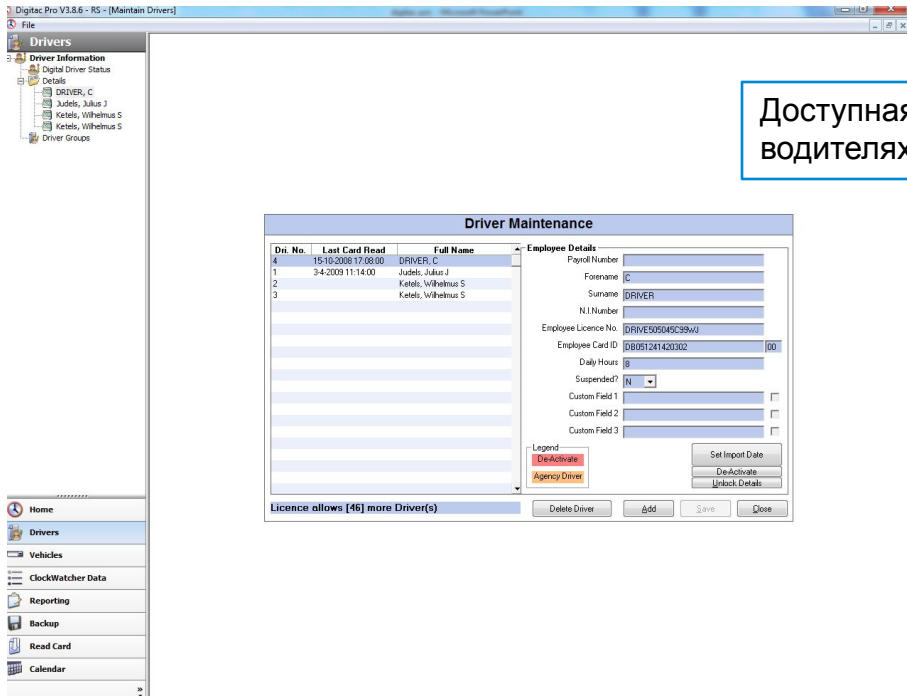 Digitac Pro V3.8.6 - RS - [Maintain Drivers]
File
Drivers
Driver Information
Digital Driver Status
Details
DRIVER, C
Judels, Julius J
Ketels, Wilhelmus S
Ketels, Wilhelmus S
Driver Groups
Доступная
водителях
Driver Maintenance
Dri. No. Last Card Read Full Name
4 15-10-2008 17:08:00 DRIVER, C
1 3-4-2009 11:14:00 Judels, Julius J
2 Ketels, Wilhelmus S
3 Ketels, Wilhelmus S
Employee Details
Payroll Number
Forename C
Surname DRIVER
N.I.Number
Employee Licence No. DRIVE505045C99WJ
Employee Card ID DB051241420302 00
Daily Hours 8
Suspended? N
Custom Field 1
Custom Field 2
Custom Field 3
Legend
De-Activate
Agency Driver
Set Import Date
De-Activate
Unlock Details
Licence allows [46] more Driver(s)
Delete Driver Add Save Close
Home
Drivers
Vehicles
ClockWatcher Data
Reporting
Backup
Read Card
Calendar